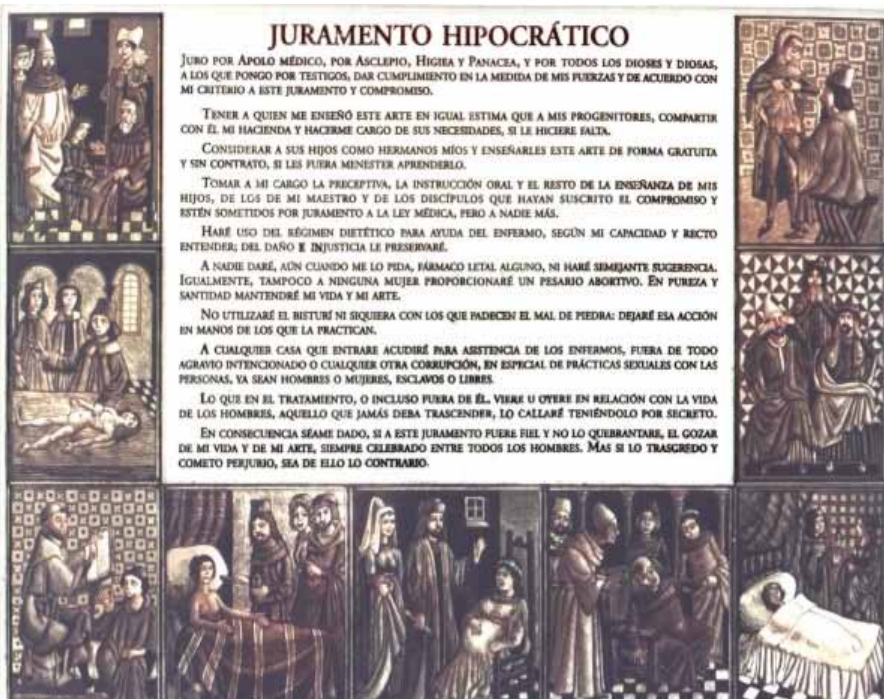 JURAMENTO HIPOCRÁTICO
JURO POR APOLO MÉDICO, POR ASCLEPIO, HIGIEA Y PANACEA, Y POR TODOS LOS DIOSES Y DIOSAS,
A LOS QUE PONGO POR TESTIGOS, DAR CUMPLIMIENTO EN LA MEDIDA DE MIS FUERZAS Y DE ACUERDO CON
MI CRITERIO A ESTE JURAMENTO Y COMPROMISO.
TENER A QUIEN ME ENSEÑÓ ESTE ARTE EN IGUAL ESTIMA QUE A MIS PROGENITORES, COMPARTIR
CON ÉL MI HACIENDA Y HACERME CARGO DE SUS NECESIDADES, SI LE HICIERE FALTA.
CONSIDERAR A SUS HIJOS COMO HERMANOS MÍOS Y ENSEÑARLES ESTE ARTE DE FORMA GRATUITA
Y SIN CONTRATO, SI LES FUERA MENESTER APRENDERLO.
TOMAR A MI CARGO LA PRECEPTIVA, LA INSTRUCCIÓN ORAL Y EL RESTO DE LA ENSEÑANZA DE MIS
HIJOS, DE LOS DE MI MAESTRO Y DE LOS DISCÍPULOS QUE HAYAN SUSCRITO EL COMPROMISO Y
ESTÉN SOMETIDOS POR JURAMENTO A LA LEY MÉDICA, PERO A NADIE MÁS.
HARÉ USO DEL RÉGIMEN DIETÉTICO PARA AYUDA DEL ENFERMO, SEGÚN MI CAPACIDAD Y RECTO
ENTENDER; DEL DAÑO E INJUSTICIA LE PRESERVARÉ.
A NADIE DARÉ, AÚN CUANDO ME LO PIDA, FÁRMACO LETAL ALGUNO, NI HARÉ SEMEJANTE SUGERENCIA.
IGUALMENTE, TAMPOCO A NINGUNA MUJER PROPORCIONARÉ UN PESARIO ABORTIVO. EN PUREZA Y
SANTIDAD MANTENDRÉ MI VIDA Y MI ARTE.
NO UTILIZARÉ EL BISTURÍ NI SIQUIERA CON LOS QUE PADECEN EL MAL DE PIEDRA: DEJARÉ ESA ACCIÓN
EN MANOS DE LOS QUE LA PRACTICAN.
A CUALQUIER CASA QUE ENTRARE ACUDIRÉ PARA ASISTENCIA DE LOS ENFERMOS, FUERA DE TODO
AGRAVIO INTENCIONADO O CUALQUIER OTRA CORRUPCIÓN, EN ESPECIAL DE PRÁCTICAS SEXUALES CON LAS
PERSONAS, YA SEAN HOMBRES O MUJERES, ESCLAVOS O LIBRES.
LO QUE EN EL TRATAMIENTO, O INCLUSO FUERA DE ÉL, VIERE U OYERE EN RELACIÓN CON LA VIDA
DE LOS HOMBRES, AQUELLO QUE JAMÁS DEBA TRASCENDER, LO CALLARÉ TENIÉNDOLO POR SECRETO.
EN CONSECUENCIA SÉAME DADO, SI A ESTE JURAMENTO FUERE FIEL Y NO LO QUEBRANTARE, EL GOZAR
DE MI VIDA Y DE MI ARTE, SIEMPRE CELEBRADO ENTRE TODOS LOS HOMBRES. MAS SI LO TRASGREDO Y
COMETO PERJURIO, SEA DE ELLO LO CONTRARIO.